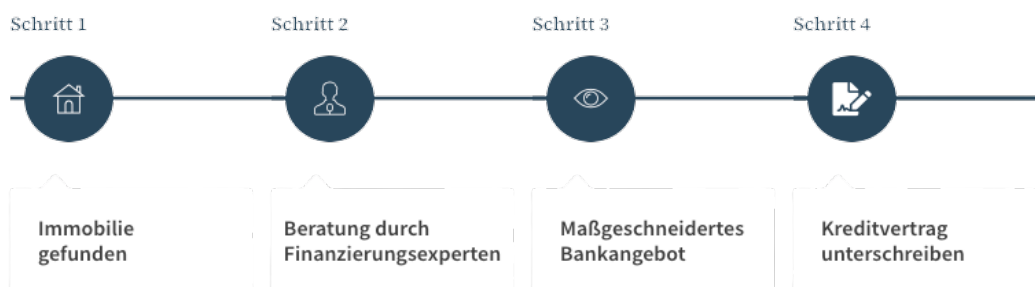 Schritt 1
Schritt 2
Schritt 3
Schritt 4
Immobilie
gefunden
Beratung durch
Finanzierungsexperten
Maßgeschneidertes
Bankangebot
Kreditvertrag
unterschreiben